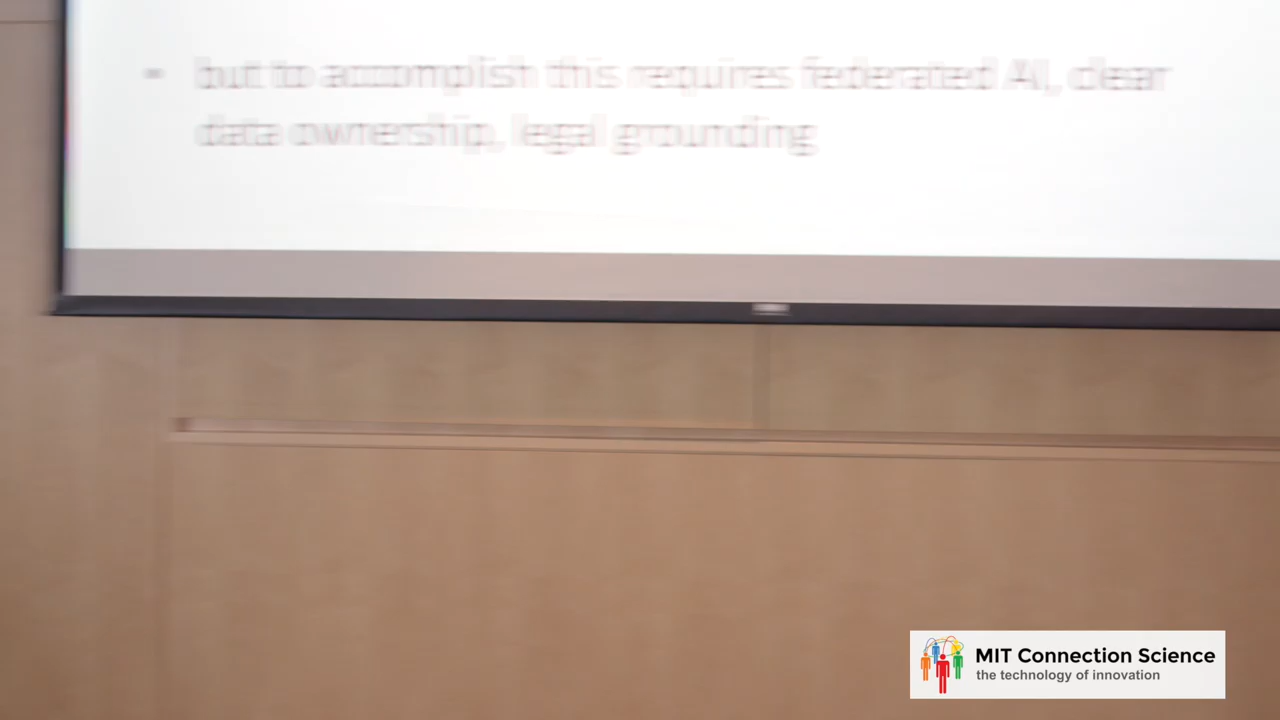 - but to accomplish this requires federated AI, clear
data ownership, legal grounding
MIT Connection Science
the technology of innovation